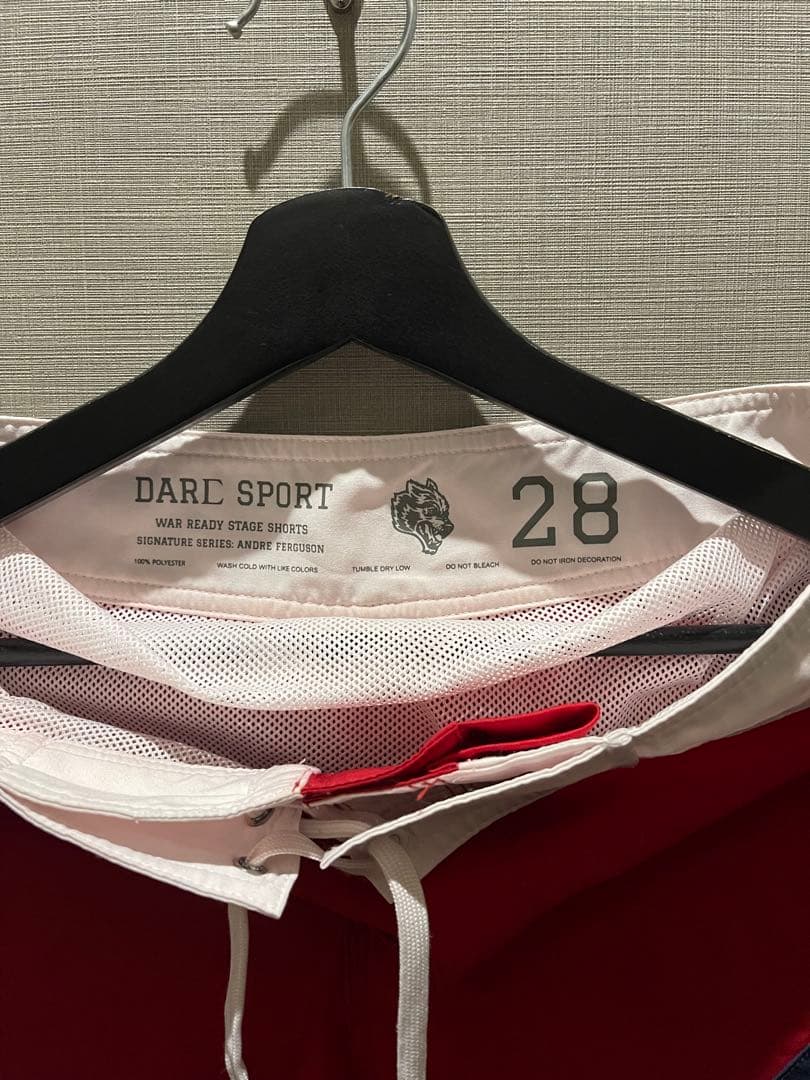 DARC SPORT
WAR READY STAGE SHORTS
SIGNATURE SERIES: ANDRE FERGUSON
28
100% POLYESTER WASH COLD WITH LIKE COLORS TUMBLE DRY LOW DO NOT BLEACH DO NOT IRON DECORATION